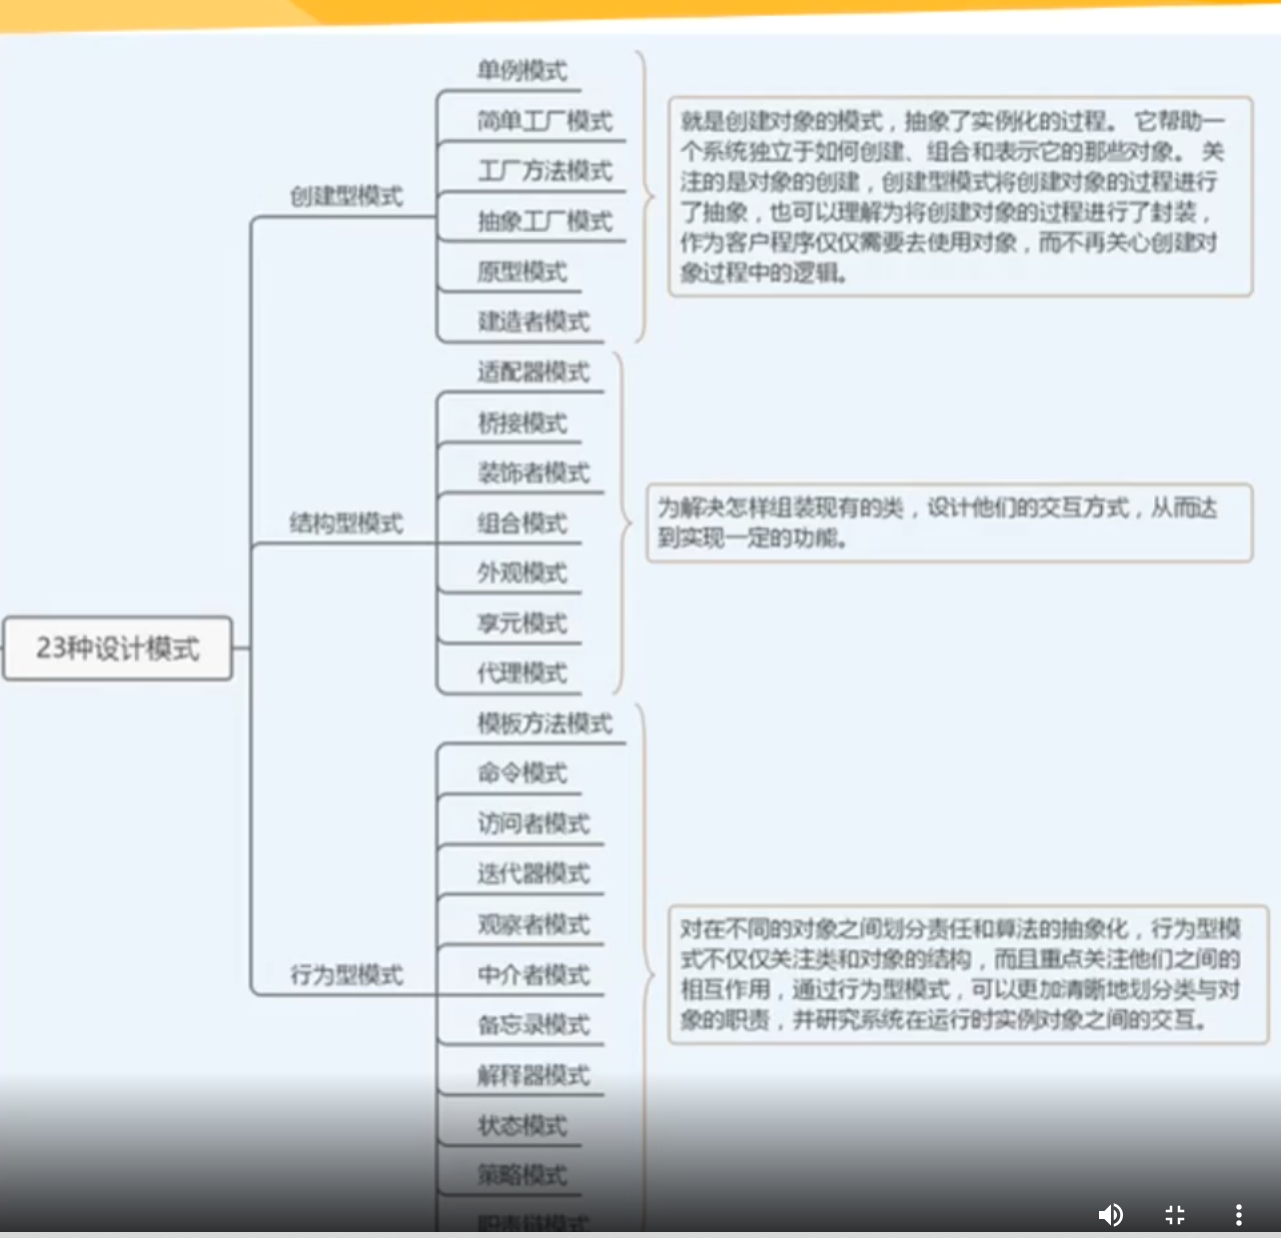 单例模式
简单工厂模式
工厂方法模式
抽象工厂模式
原型模式
建造者模式
创建型模式
就是创建对象的模式，抽象了实例化的过程。 它帮助一
个系统独立于如何创建、组合和表示它的那些对象。 关
注的是对象的创建，创建型模式将创建对象的过程进行
了抽象，也可以理解为将创建对象的过程进行了封装，
作为客户程序仅仅需要去使用对象，而不再关心创建对
象过程中的逻辑。
适配器模式
桥接模式
装饰者模式
组合模式
外观模式
享元模式
代理模式
结构型模式
为解决怎样组装现有的类，设计他们的交互方式，从而达
到实现一定的功能。
23种设计模式
模板方法模式
命令模式
访问者模式
迭代器模式
观察者模式
中介者模式
备忘录模式
解释器模式
状态模式
策略模式
职责链模式
行为型模式
对在不同的对象之间划分责任和算法的抽象化，行为型模
式不仅仅关注类和对象的结构，而且重点关注他们之间的
相互作用，通过行为型模式，可以更加清晰地划分类与对
象的职责，并研究系统在运行时实例对象之间的交互。